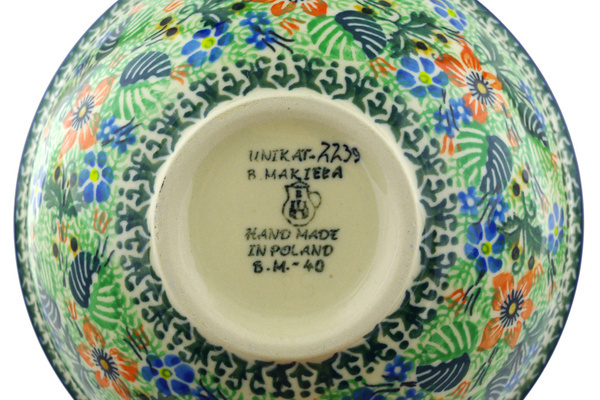 UNIKAT-2239
B. MAKIEŁA
HAND MADE
IN POLAND
B.M.-40